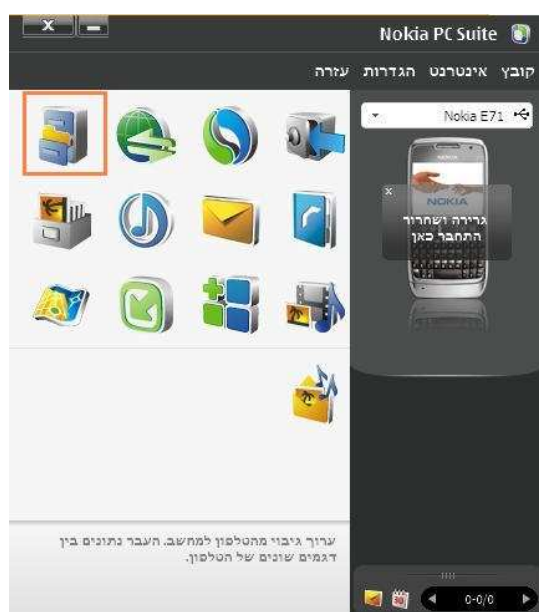 Nokia PC Suite
קובץ אינטרנט הגדרות עזרה
Nokia E71
NOKIA
x
גרירה ושחרור
התחבר כאן
ערוך גיבוי מהטלפון למחשב. העבר נתונים בין
דגמים שונים של הטלפון.
0-0/0